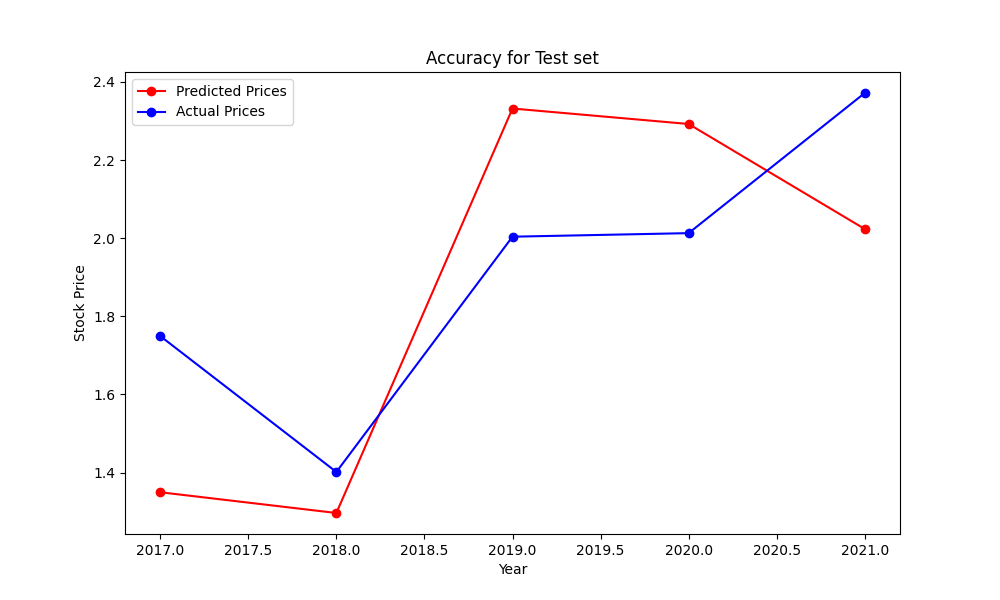 Accuracy for Test set
Predicted Prices
Actual Prices
2.4
2.2
2.0
1.8
1.6
1.4
Stock Price
2017.0 2017.5 2018.0 2018.5 2019.0 2019.5 2020.0 2020.5 2021.0
Year